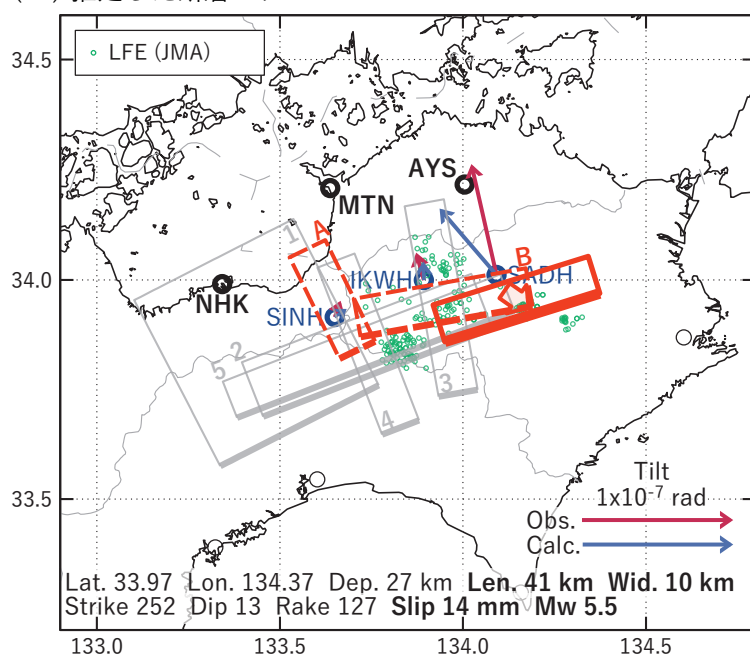 34.5
LFE (JMA)
AYS
MTN
A
1
34.0
IKWH
B
SADH
NHK
SINH
2
5
3
4
33.5
Tilt
1x10⁻⁷ rad
Obs.
Calc.
Lat. 33.97 Lon. 134.37 Dep. 27 km Len. 41 km Wid. 10 km
Strike 252 Dip 13 Rake 127 Slip 14 mm Mw 5.5
133.0 133.5 134.0 134.5